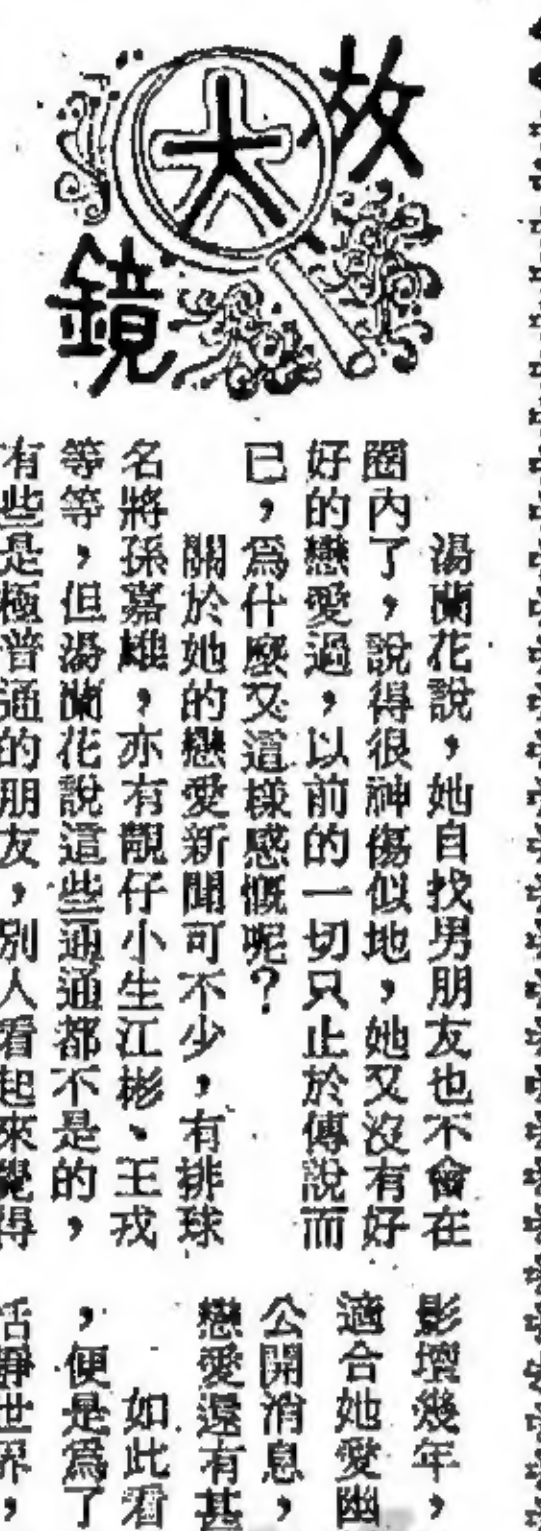 放大鏡
湯蘭花說，她自找男朋友也不會在
圈內了，說得很神傷似地，她又沒有好
好的戀愛過，以前的一切只止於傳說而
已，爲什麼又這樣感慨呢？
關於她的戀愛新聞可不少，有排球
名將孫嘉雄，亦有靚仔小生江彬、王戎
等等，但湯蘭花說這些通通都不是的，
有些是極普通的朋友，別人看起來覺得
影壇幾年，
適合她愛幽
公開消息，
戀愛還有甚
如此看
，便是爲了
靜世界，